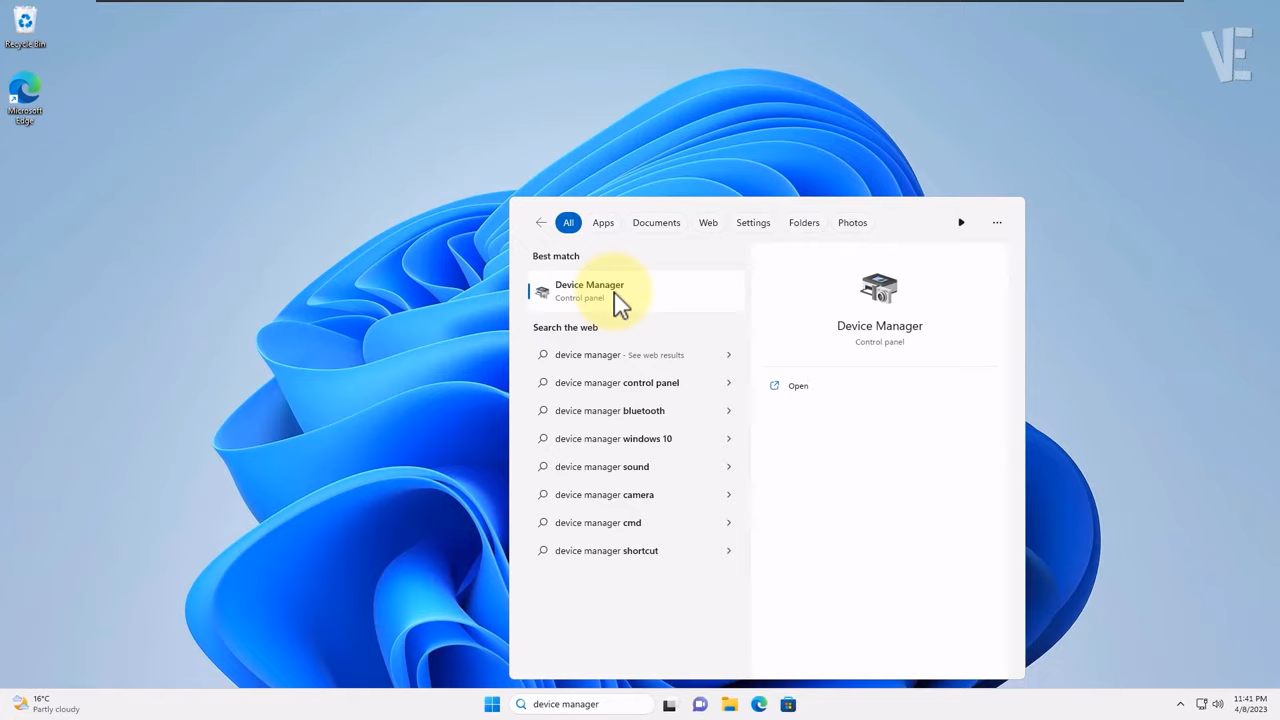 Recycle Bin
Microsoft
Edge
VE
All Apps Documents Web Settings Folders Photos
Best match
Device Manager
Control panel
Search the web
device manager - See web results
device manager control panel
device manager bluetooth
device manager windows 10
device manager sound
device manager camera
device manager cmd
device manager shortcut
Device Manager
Control panel
Open
16°C
Partly cloudy
device manager
11:41 PM
4/8/2023